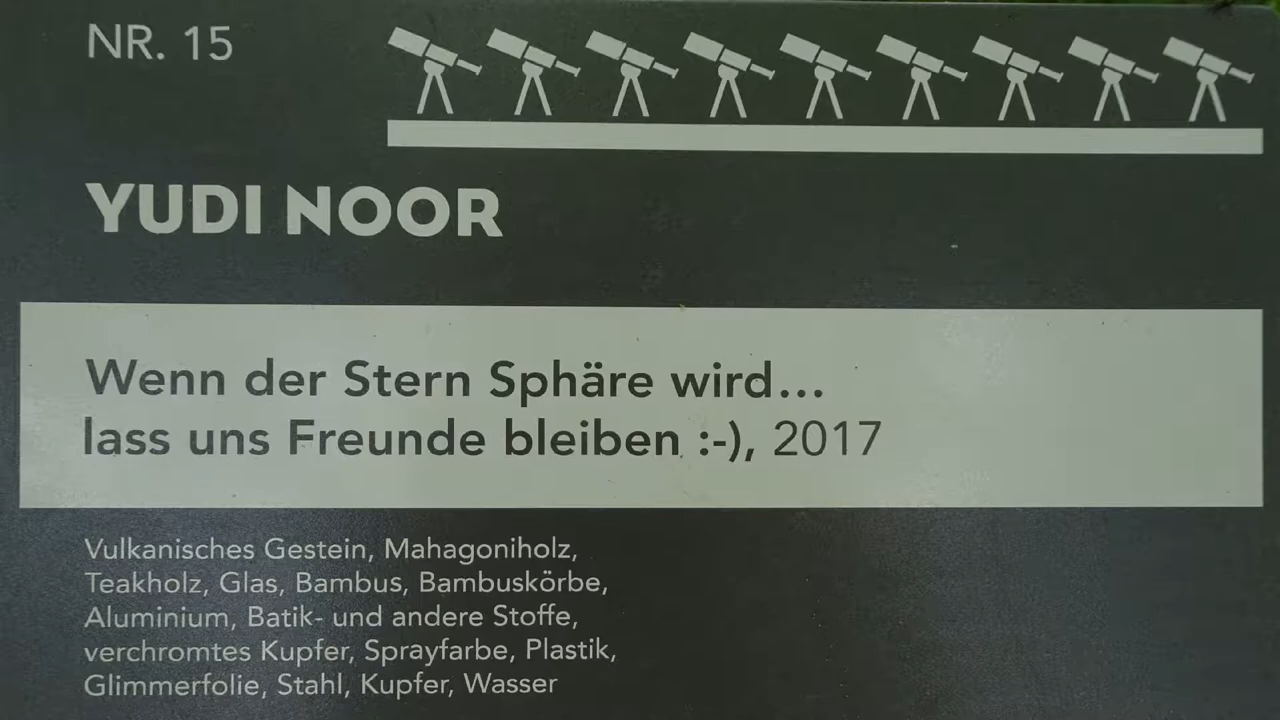 NR. 15
YUDI NOOR
Wenn der Stern Sphäre wird...
lass uns Freunde bleiben :-), 2017
Vulkanisches Gestein, Mahagoniholz,
Teakholz, Glas, Bambus, Bambuskörbe,
Aluminium, Batik- und andere Stoffe,
verchromtes Kupfer, Sprayfarbe, Plastik,
Glimmerfolie, Stahl, Kupfer, Wasser